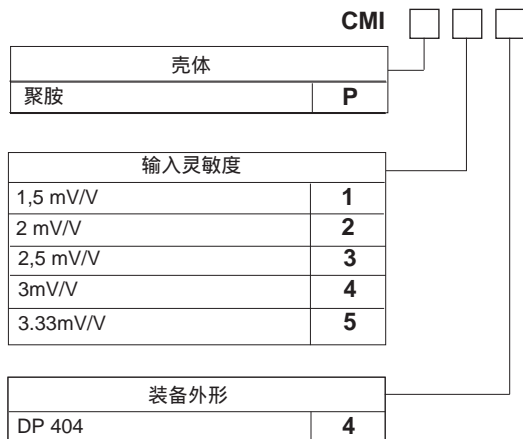 CMI
壳体
聚胺 P
输入灵敏度
1,5 mV/V 1
2 mV/V 2
2,5 mV/V 3
3mV/V 4
3.33mV/V 5
装备外形
DP 404 4